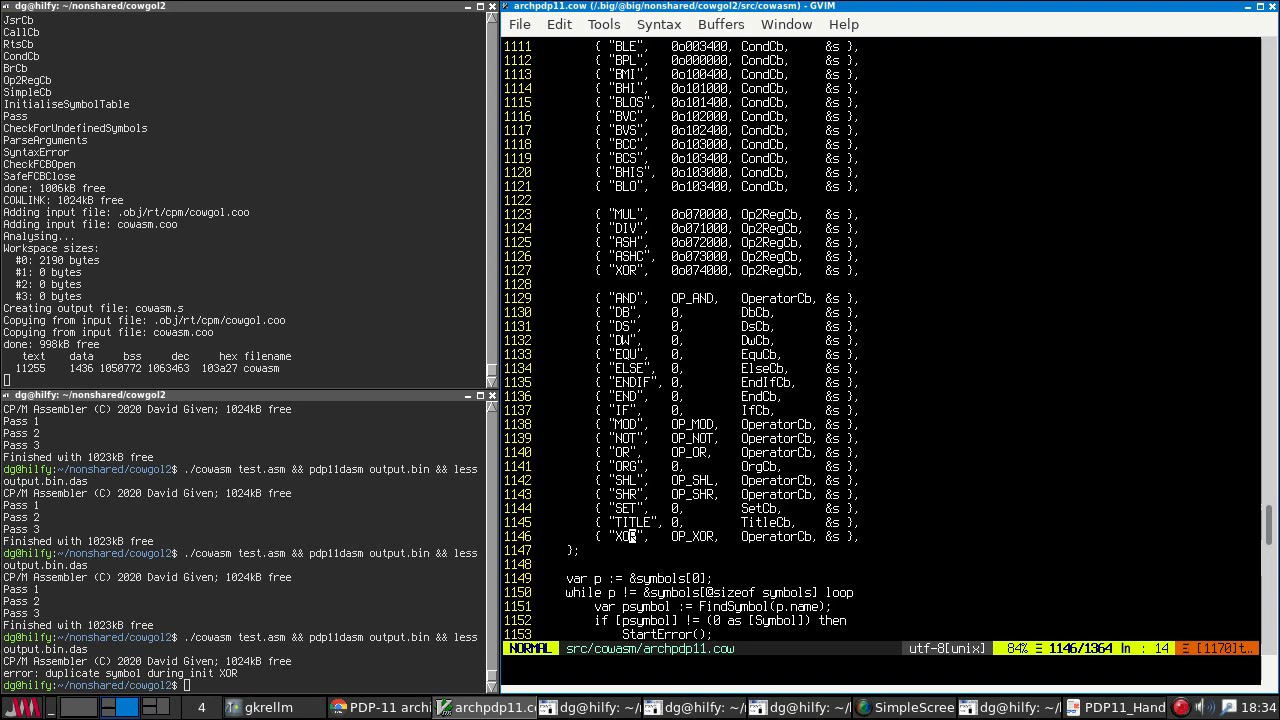 dg@hilfy: ~/nonshared/cowgol2
JsrCb
CallCb
RtsCb
CondCb
BrCb
Op2RegCb
SimpleCb
InitialiseSymbolTable
Pass
CheckForUndefinedSymbols
ParseArguments
SyntaxError
CheckFCBOpen
SafeFCBClose
done: 1006kB free
COWLINK: 1024kB free
Adding input file: .obj/rt/cpm/cowgol.coo
Adding input file: cowasm.coo
Analysing...
Workspace sizes:
  #0: 2190 bytes
  #1: 0 bytes
  #2: 0 bytes
  #3: 0 bytes
Creating output file: cowasm.s
Copying from input file: .obj/rt/cpm/cowgol.coo
Copying from input file: cowasm.coo
done: 998kB free
   text    data     bss     dec     hex filename
  11255    1436 1050772 1063463  103a27 cowasm
dg@hilfy: ~/nonshared/cowgol2
CP/M Assembler (C) 2020 David Given; 1024kB free
Pass 1
Pass 2
Pass 3
Finished with 1023kB free
dg@hilfy:~/nonshared/cowgol2$ ./cowasm test.asm && pdp11dasm output.bin && less
output.bin.das
CP/M Assembler (C) 2020 David Given; 1024kB free
Pass 1
Pass 2
Pass 3
Finished with 1023kB free
dg@hilfy:~/nonshared/cowgol2$ ./cowasm test.asm && pdp11dasm output.bin && less
output.bin.das
CP/M Assembler (C) 2020 David Given; 1024kB free
Pass 1
Pass 2
Pass 3
Finished with 1023kB free
dg@hilfy:~/nonshared/cowgol2$ ./cowasm test.asm && pdp11dasm output.bin && less
output.bin.das
CP/M Assembler (C) 2020 David Given; 1024kB free
error: duplicate symbol during init XOR
dg@hilfy:~/nonshared/cowgol2$
archpdp11.cow (/.big/@big/nonshared/cowgol2/src/cowasm) - GVIM
File Edit Tools Syntax Buffers Window Help
1111 { "BLE", 0o003400, CondCb, &s },
1112 { "BPL", 0o000000, CondCb, &s },
1113 { "BMI", 0o100400, CondCb, &s },
1114 { "BHI", 0o101000, CondCb, &s },
1115 { "BLOS", 0o101400, CondCb, &s },
1116 { "BVC", 0o102000, CondCb, &s },
1117 { "BVS", 0o102400, CondCb, &s },
1118 { "BCC", 0o103000, CondCb, &s },
1119 { "BCS", 0o103400, CondCb, &s },
1120 { "BHIS", 0o103000, CondCb, &s },
1121 { "BLO", 0o103400, CondCb, &s },
1122
1123 { "MUL", 0o070000, Op2RegCb, &s },
1124 { "DIV", 0o071000, Op2RegCb, &s },
1125 { "ASH", 0o072000, Op2RegCb, &s },
1126 { "ASHC", 0o073000, Op2RegCb, &s },
1127 { "XOR", 0o074000, Op2RegCb, &s },
1128
1129 { "AND", OP_AND, OperatorCb, &s },
1130 { "DB", 0, DbCb, &s },
1131 { "DS", 0, DsCb, &s },
1132 { "DW", 0, DwCb, &s },
1133 { "EQU", 0, EquCb, &s },
1134 { "ELSE", 0, ElseCb, &s },
1135 { "ENDIF", 0, EndIfCb, &s },
1136 { "END", 0, EndCb, &s },
1137 { "IF", 0, IfCb, &s },
1138 { "MOD", OP_MOD, OperatorCb, &s },
1139 { "NOT", OP_NOT, OperatorCb, &s },
1140 { "OR", OP_OR, OperatorCb, &s },
1141 { "ORG", 0, OrgCb, &s },
1142 { "SHL", OP_SHL, OperatorCb, &s },
1143 { "SHR", OP_SHR, OperatorCb, &s },
1144 { "SET", 0, SetCb, &s },
1145 { "TITLE", 0, TitleCb, &s },
1146 { "XOR", OP_XOR, OperatorCb, &s },
1147 };
1148
1149 var p := &symbols[0];
1150 while p != &symbols[@sizeof symbols] loop
1151 var psymbol := FindSymbol(p.name);
1152 if [psymbol] != (0 as [Symbol]) then
1153 StartError();
NORMAL src/cowasm/archpdp11.cow utf-8[unix] 84% Ξ 1146/1364 ln : 14 Ξ [1170]t…
4 gkrellm PDP-11 archi archpdp11.c dg@hilfy: ~/ dg@hilfy: ~/ dg@hilfy: ~/ SimpleScree dg@hilfy: ~/ PDP11_Hand 18:34